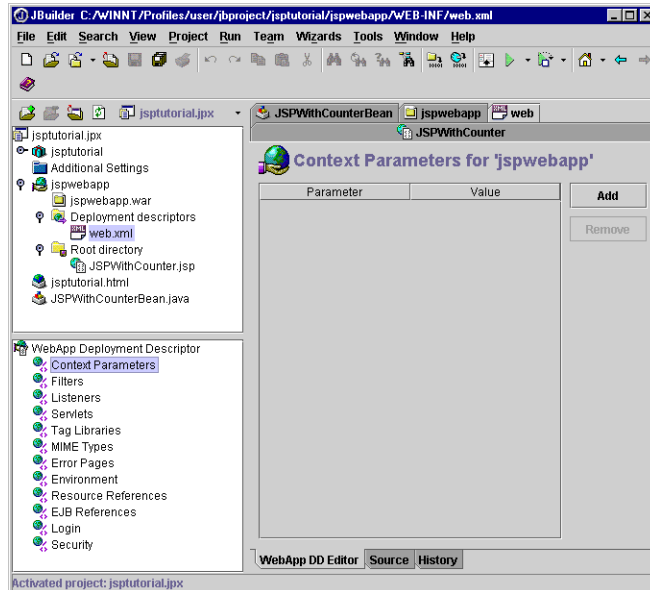 JBuilder C:/WINNT/Profiles/user/jbproject/jsptutorial/jspwebapp/WEB-INF/web.xml
File Edit Search View Project Run Team Wizards Tools Window Help
jsptutorial.jpx
JSPWithCounterBean jspwebapp web
JSPWithCounter
jsptutorial.jpx
jsptutorial
Additional Settings
jspwebapp
jspwebapp.war
Deployment descriptors
web.xml
Root directory
JSPWithCounter.jsp
jsptutorial.html
JSPWithCounterBean.java
Context Parameters for 'jspwebapp'
Parameter Value
Add
Remove
WebApp Deployment Descriptor
Context Parameters
Filters
Listeners
Servlets
Tag Libraries
MIME Types
Error Pages
Environment
Resource References
EJB References
Login
Security
WebApp DD Editor Source History
Activated project: jsptutorial.jpx